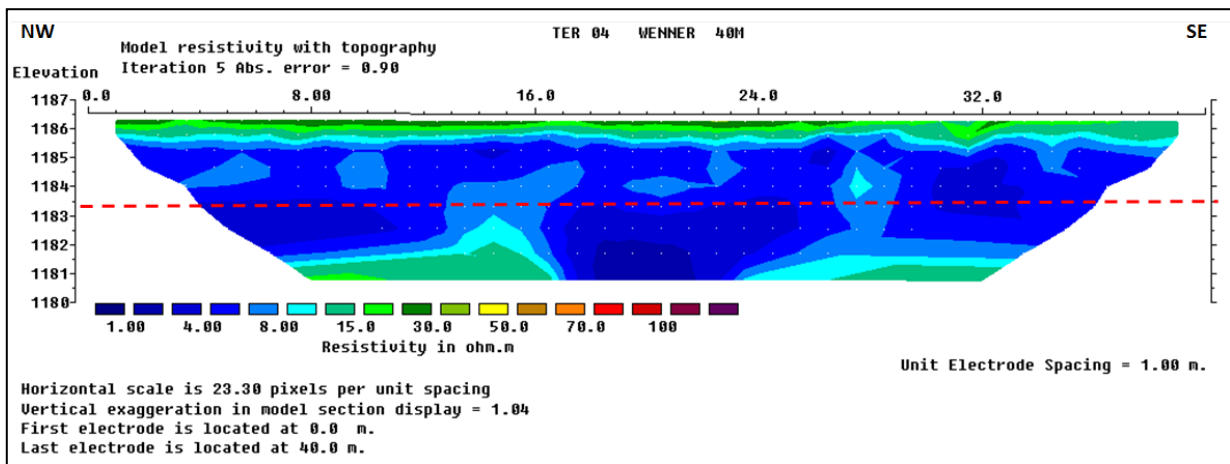 NW TER 04 WENNER 40M SE
Model resistivity with topography
Iteration 5 Abs. error = 0.90
Elevation
0.0 8.00 16.0 24.0 32.0
1187
1186
1185
1184
1183
1182
1181
1180
1.00 4.00 8.00 15.0 30.0 50.0 70.0 100
Resistivity in ohm.m
Unit Electrode Spacing = 1.00 m.
Horizontal scale is 23.30 pixels per unit spacing
Vertical exaggeration in model section display = 1.04
First electrode is located at 0.0 m.
Last electrode is located at 40.0 m.